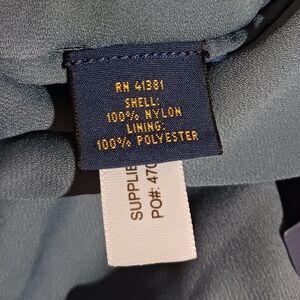 RN 41381
SHELL:
100% NYLON
LINING:
100% POLYESTER
SUPPLIE
PO#: 470